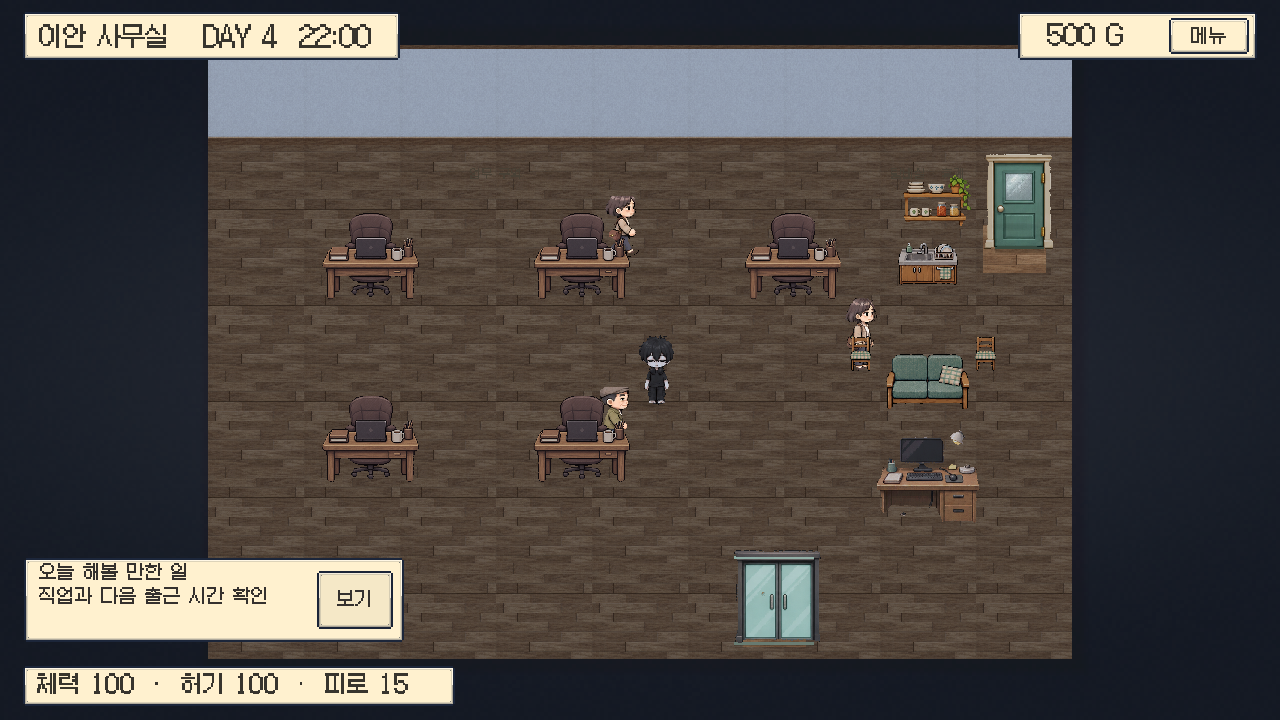 이안 사무실 DAY 4 22:00
500 G 메뉴
오늘 해볼 만한 일
직업과 다음 출근 시간 확인
보기
체력 100 · 허기 100 · 피로 15